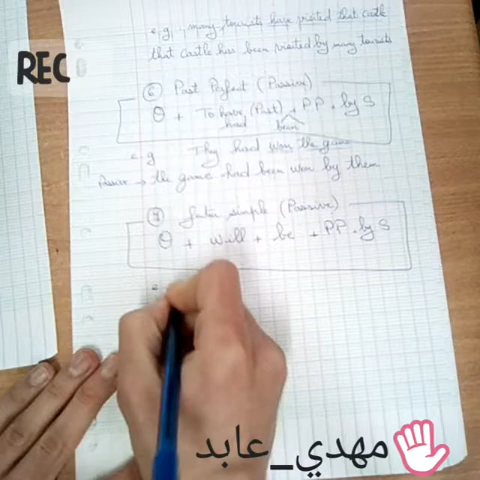 e.g many tourists have visited that castle
that castle has been visited by many tourists
REC
⑥ Past Perfect (Passive)
O + To have (Past) + PP + by S
had been
e.g They had won the game
Passive → the game had been won by them
⑦ futur simple (Passive)
O + will + be + PP + by S
مهدي_عابد